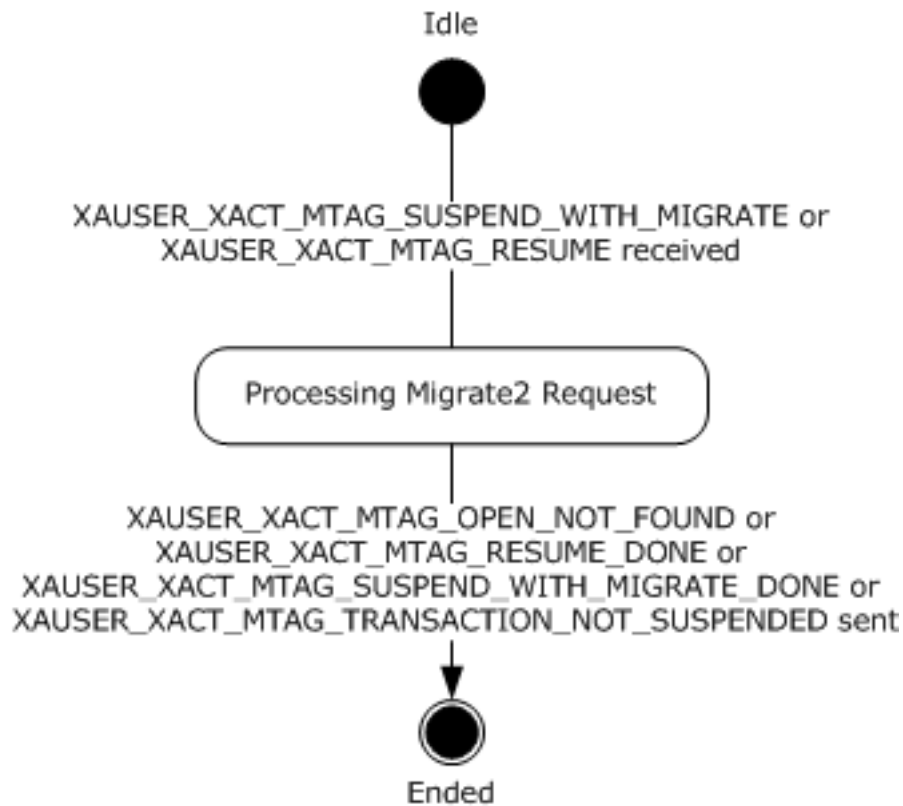 Idle
XAUSER_XACT_MTAG_SUSPEND_WITH_MIGRATE or
XAUSER_XACT_MTAG_RESUME received
Processing Migrate2 Request
XAUSER_XACT_MTAG_OPEN_NOT_FOUND or
XAUSER_XACT_MTAG_RESUME_DONE or
XAUSER_XACT_MTAG_SUSPEND_WITH_MIGRATE_DONE or
XAUSER_XACT_MTAG_TRANSACTION_NOT_SUSPENDED sent
Ended